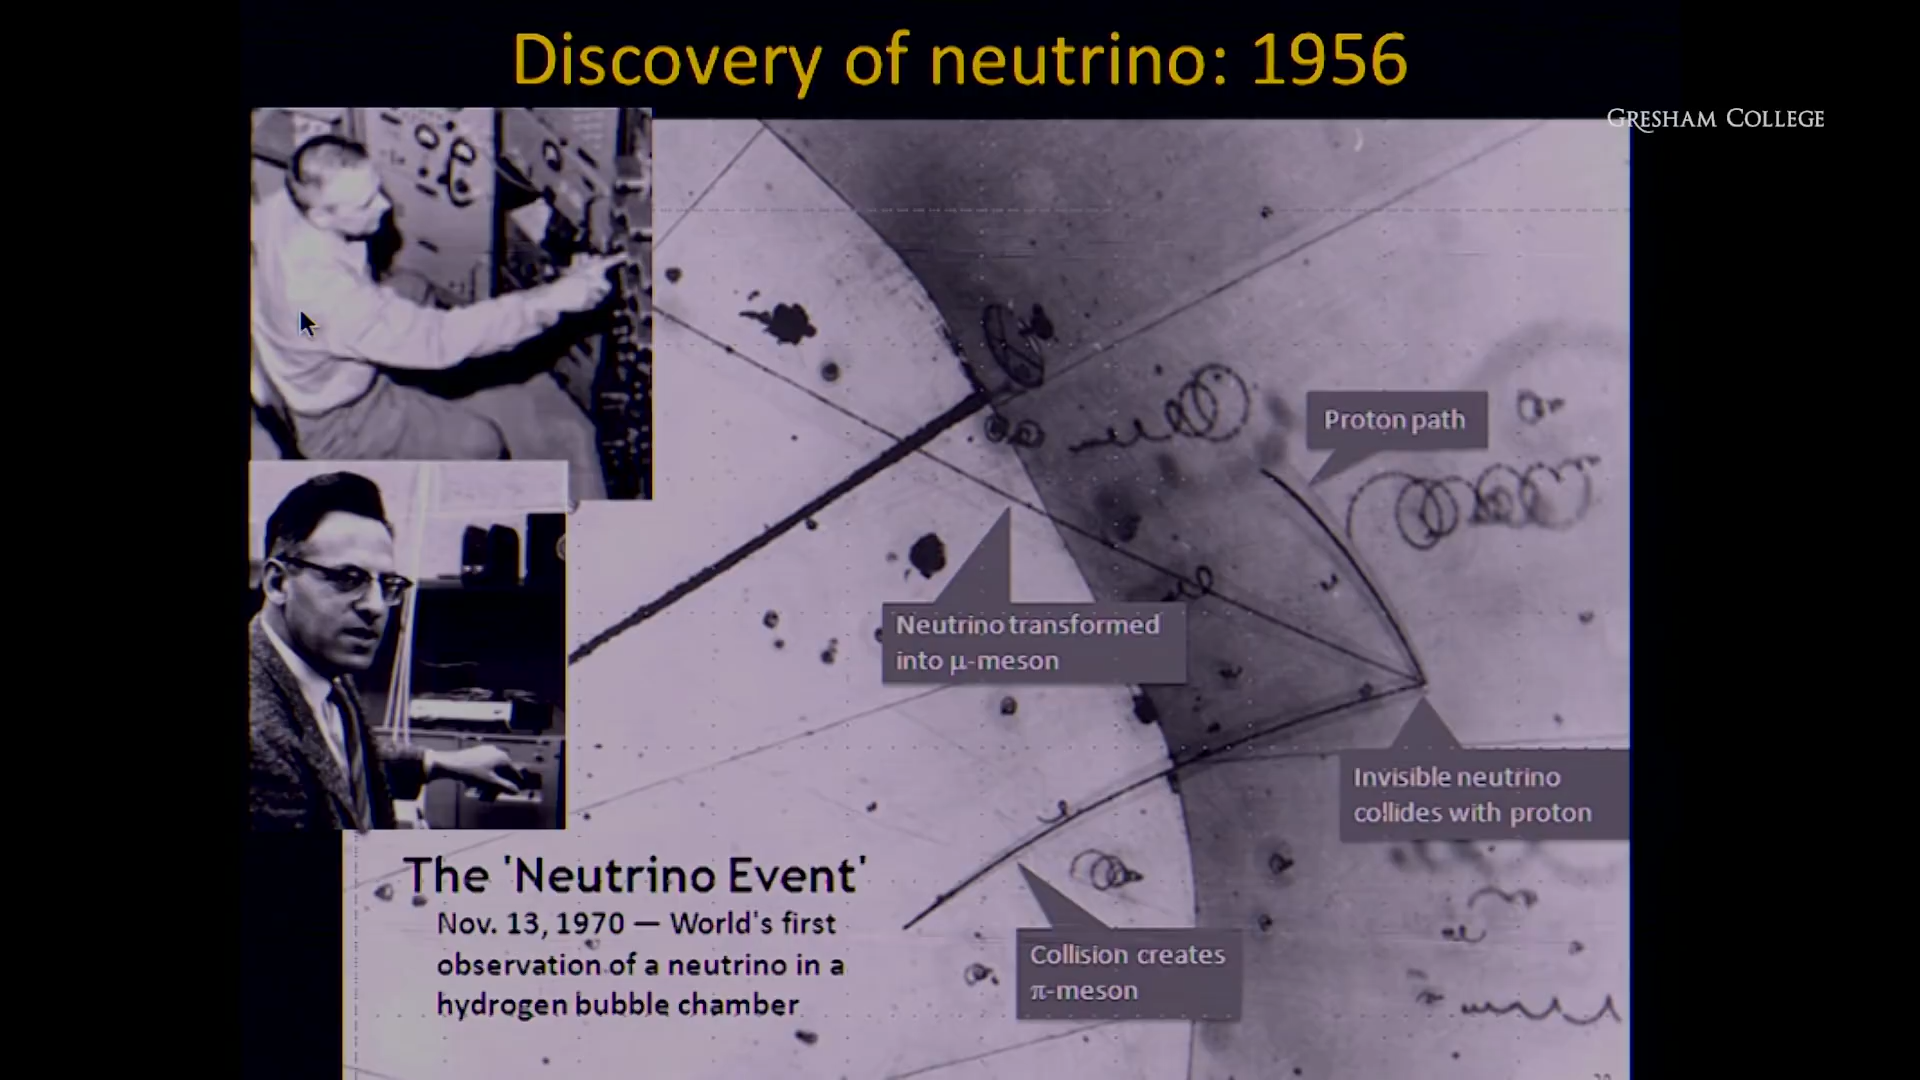 Discovery of neutrino: 1956
GRESHAM COLLEGE
Proton path
Neutrino transformed
into μ-meson
Invisible neutrino
collides with proton
The 'Neutrino Event'
Nov. 13, 1970 — World's first
observation of a neutrino in a
hydrogen bubble chamber
Collision creates
π-meson